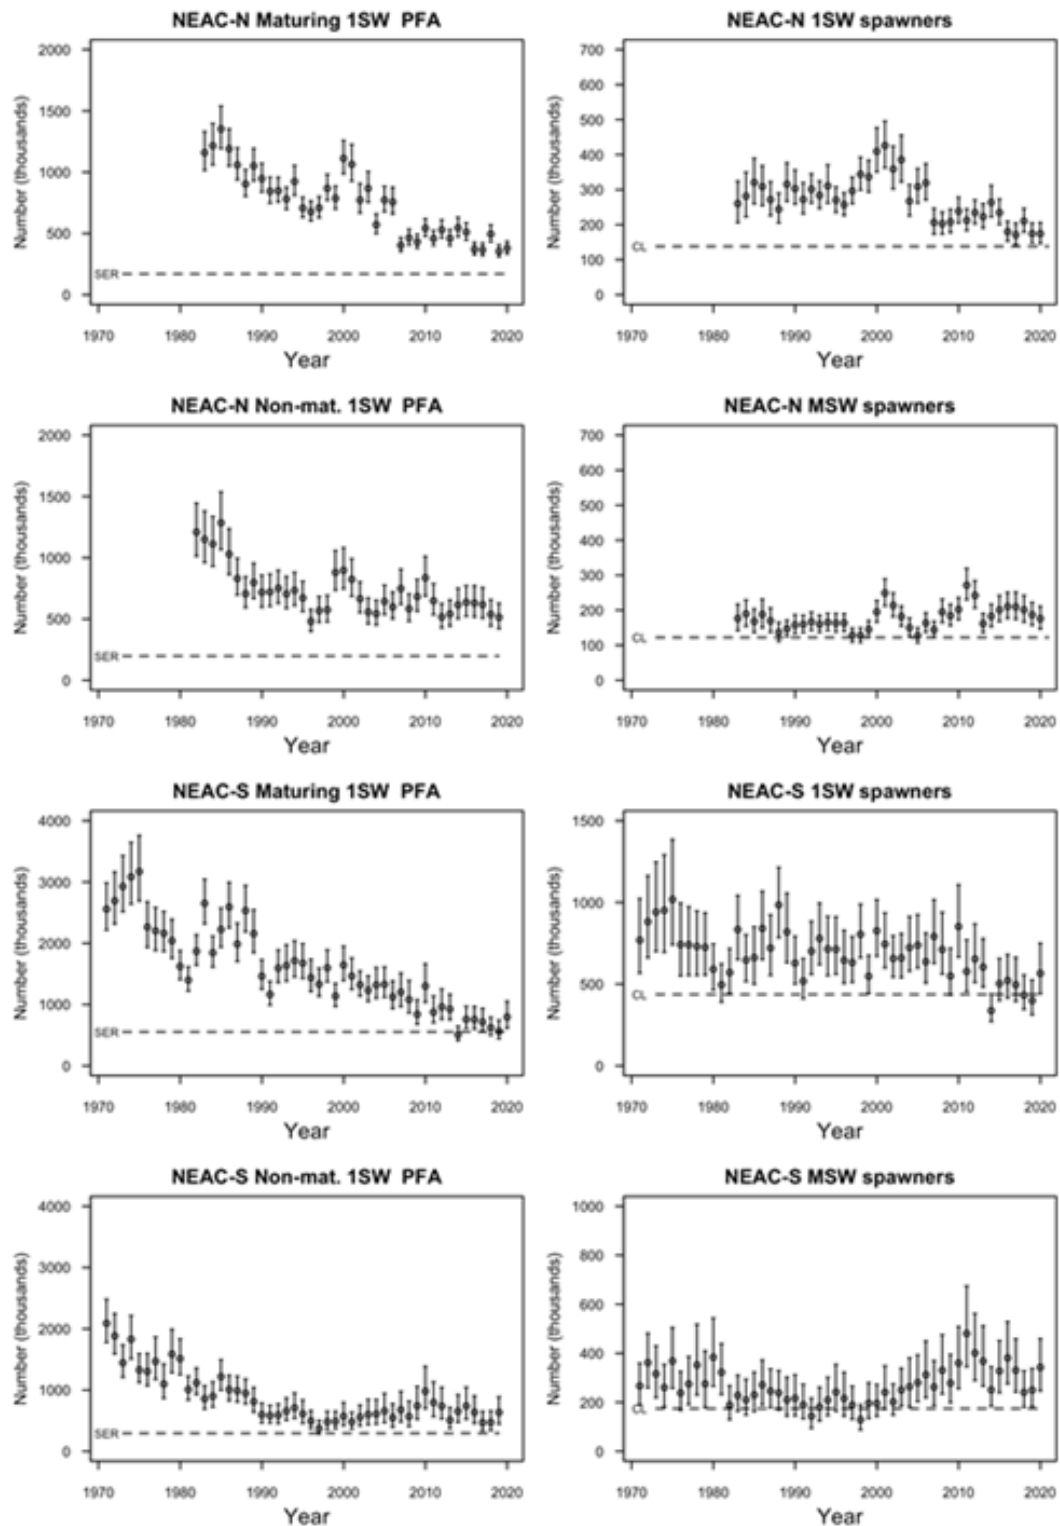 NEAC-N Maturing 1SW PFA
Number (thousands)
2000
1500
1000
500
0
SER
1970 1980 1990 2000 2010 2020
Year
NEAC-N 1SW spawners
Number (thousands)
700
600
500
400
300
200
100
0
CL
1970 1980 1990 2000 2010 2020
Year
NEAC-N Non-mat. 1SW PFA
Number (thousands)
2000
1500
1000
500
0
SER
1970 1980 1990 2000 2010 2020
Year
NEAC-N MSW spawners
Number (thousands)
700
600
500
400
300
200
100
0
CL
1970 1980 1990 2000 2010 2020
Year
NEAC-S Maturing 1SW PFA
Number (thousands)
4000
3000
2000
1000
0
SER
1970 1980 1990 2000 2010 2020
Year
NEAC-S 1SW spawners
Number (thousands)
1500
1000
500
0
CL
1970 1980 1990 2000 2010 2020
Year
NEAC-S Non-mat. 1SW PFA
Number (thousands)
4000
3000
2000
1000
0
SER
1970 1980 1990 2000 2010 2020
Year
NEAC-S MSW spawners
Number (thousands)
1000
800
600
400
200
0
CL
1970 1980 1990 2000 2010 2020
Year